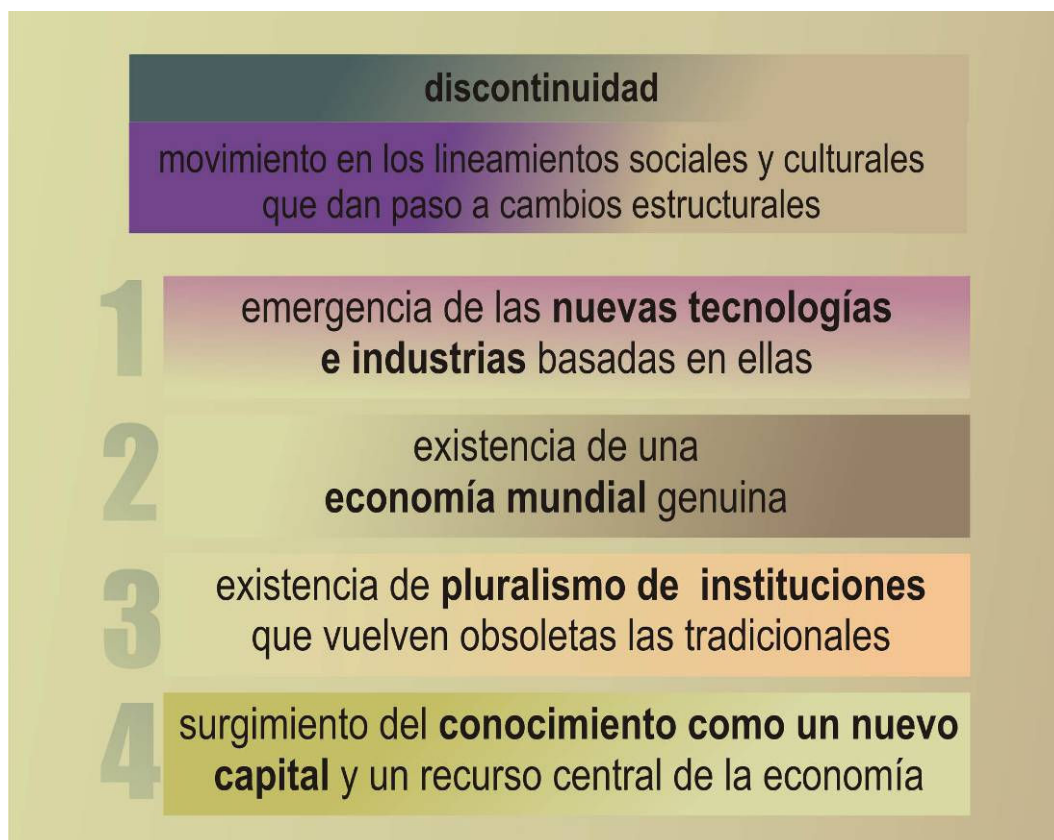 discontinuidad
movimiento en los lineamientos sociales y culturales
que dan paso a cambios estructurales
1
emergencia de las nuevas tecnologías
e industrias basadas en ellas
2
existencia de una
economía mundial genuina
3
existencia de pluralismo de instituciones
que vuelven obsoletas las tradicionales
4
surgimiento del conocimiento como un nuevo
capital y un recurso central de la economía